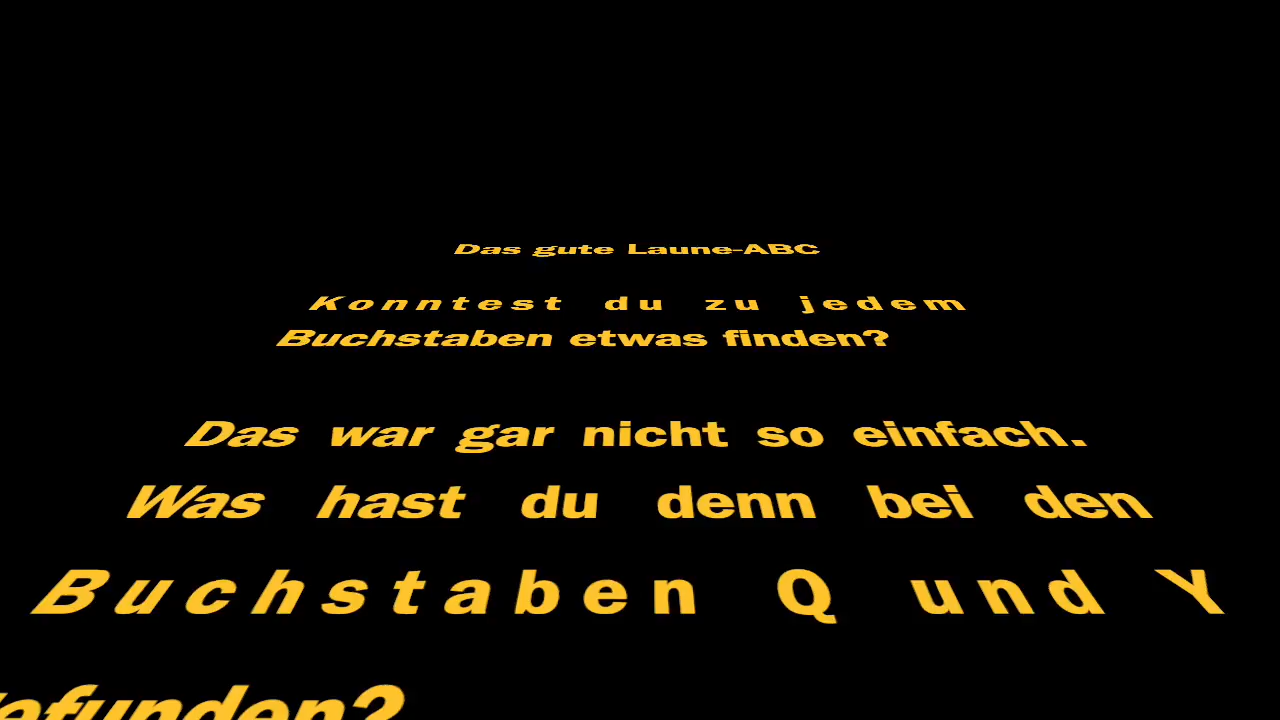 Das gute Laune-ABC
Konntest du zu jedem
Buchstaben etwas finden?
Das war gar nicht so einfach.
Was hast du denn bei den
Buchstaben Q und Y